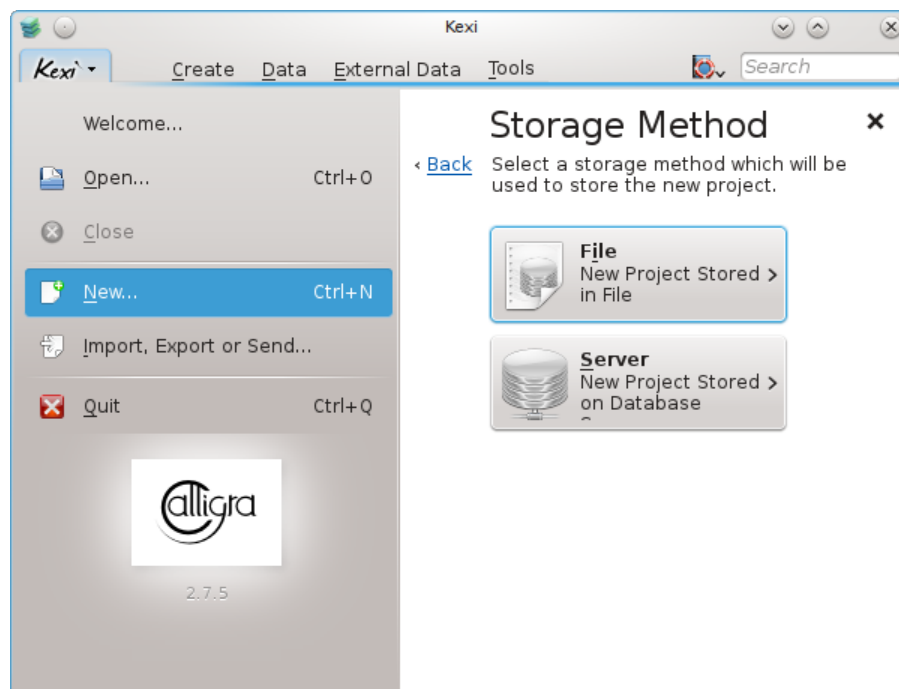 Kexi
Kexi Create Data External Data Tools Search
Welcome...
Open... Ctrl+O
Close
New... Ctrl+N
Import, Export or Send...
Quit Ctrl+Q
Calligra
2.7.5
Storage Method
‹ Back
Select a storage method which will be
used to store the new project.
File
New Project Stored
in File
Server
New Project Stored
on Database